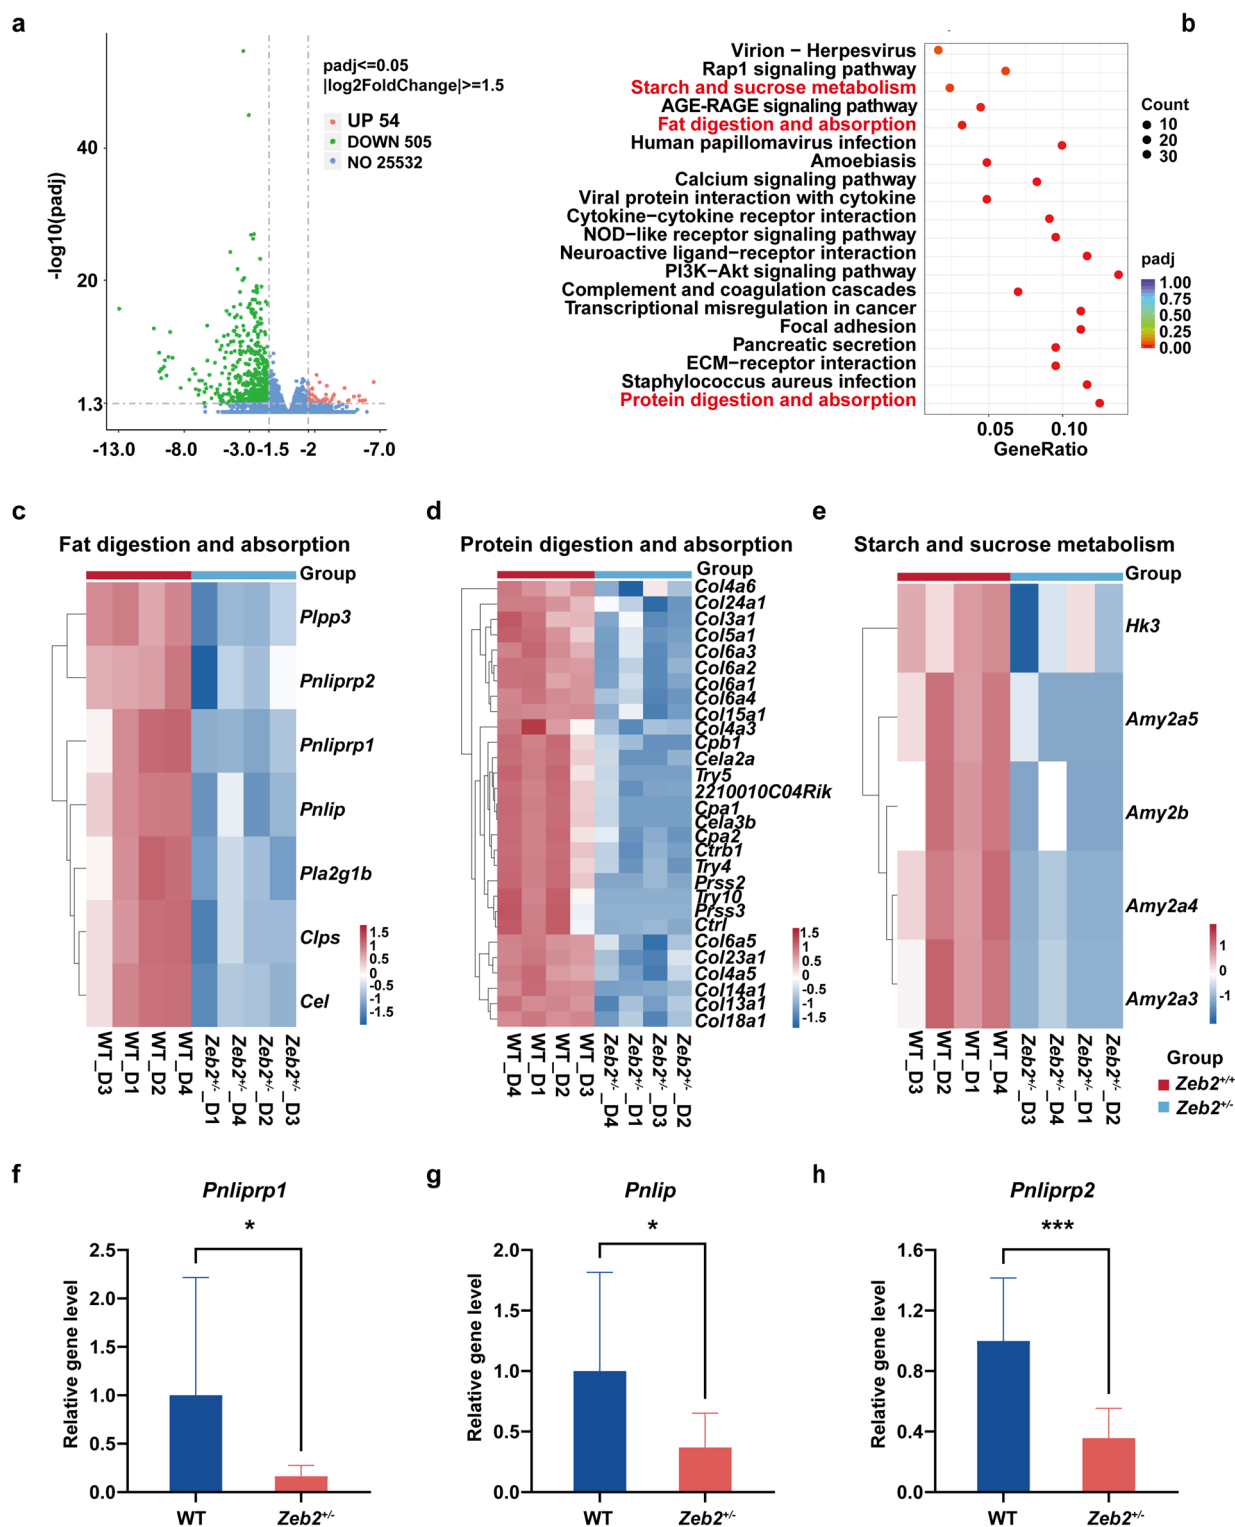 a
b
padj<=0.05
|log2FoldChange|>=1.5
UP 54
DOWN 505
NO 25532
-log10(padj)
40
20
1.3
-13.0 -8.0 -3.0 -1.5 -2 -7.0
Virion − Herpesvirus
Rap1 signaling pathway
Starch and sucrose metabolism
AGE-RAGE signaling pathway
Fat digestion and absorption
Human papillomavirus infection
Amoebiasis
Calcium signaling pathway
Viral protein interaction with cytokine
Cytokine−cytokine receptor interaction
NOD−like receptor signaling pathway
Neuroactive ligand−receptor interaction
PI3K−Akt signaling pathway
Complement and coagulation cascades
Transcriptional misregulation in cancer
Focal adhesion
Pancreatic secretion
ECM−receptor interaction
Staphylococcus aureus infection
Protein digestion and absorption
0.05 0.10
GeneRatio
Count
10
20
30
padj
1.00
0.75
0.50
0.25
0.00
c
Fat digestion and absorption
Group
Plpp3
Pnliprp2
Pnliprp1
Pnlip
Pla2g1b
Clps
Cel
1.5
1
0.5
0
-0.5
-1
-1.5
WT_D3
WT_D1
WT_D2
WT_D4
Zeb2+/-_D1
Zeb2+/-_D4
Zeb2+/-_D2
Zeb2+/-_D3
d
Protein digestion and absorption
Group
Col4a6
Col24a1
Col3a1
Col5a1
Col6a3
Col6a2
Col6a1
Col6a4
Col15a1
Col4a3
Cpb1
Cela2a
Try5
2210010C04Rik
Cpa1
Cela3b
Cpa2
Ctrb1
Try4
Prss2
Try10
Prss3
Ctrl
Col6a5
Col23a1
Col4a5
Col14a1
Col13a1
Col18a1
1.5
1
0.5
0
-0.5
-1
-1.5
WT_D4
WT_D1
WT_D2
WT_D3
Zeb2+/-_D4
Zeb2+/-_D1
Zeb2+/-_D3
Zeb2+/-_D2
e
Starch and sucrose metabolism
Group
Hk3
Amy2a5
Amy2b
Amy2a4
Amy2a3
1
0
-1
WT_D3
WT_D2
WT_D1
WT_D4
Zeb2+/-_D3
Zeb2+/-_D4
Zeb2+/-_D1
Zeb2+/-_D2
Group
Zeb2+/+
Zeb2+/-
f
Pnliprp1
*
Relative gene level
2.5
2.0
1.5
1.0
0.5
0.0
WT Zeb2+/-
g
Pnlip
*
Relative gene level
2.0
1.5
1.0
0.5
0.0
WT Zeb2+/-
h
Pnliprp2
***
Relative gene level
1.6
1.2
0.8
0.4
0.0
WT Zeb2+/-